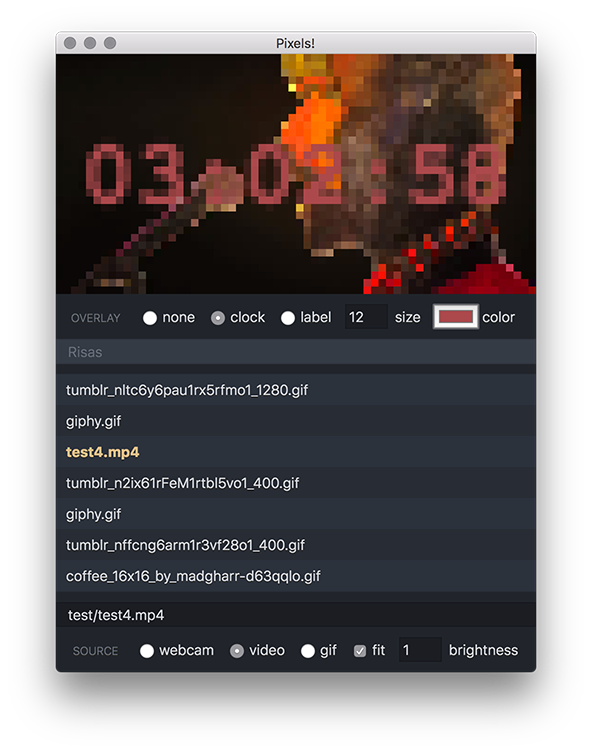 Pixels!
03:02:58
OVERLAY none clock label 12 size color
Risas
tumblr_nltc6y6pau1rx5rfmo1_1280.gif
giphy.gif
test4.mp4
tumblr_n2ix61rFeM1rtbl5vo1_400.gif
giphy.gif
tumblr_nffcng6arm1r3vf28o1_400.gif
coffee_16x16_by_madgharr-d63qqlo.gif
test/test4.mp4
SOURCE webcam video gif fit 1 brightness